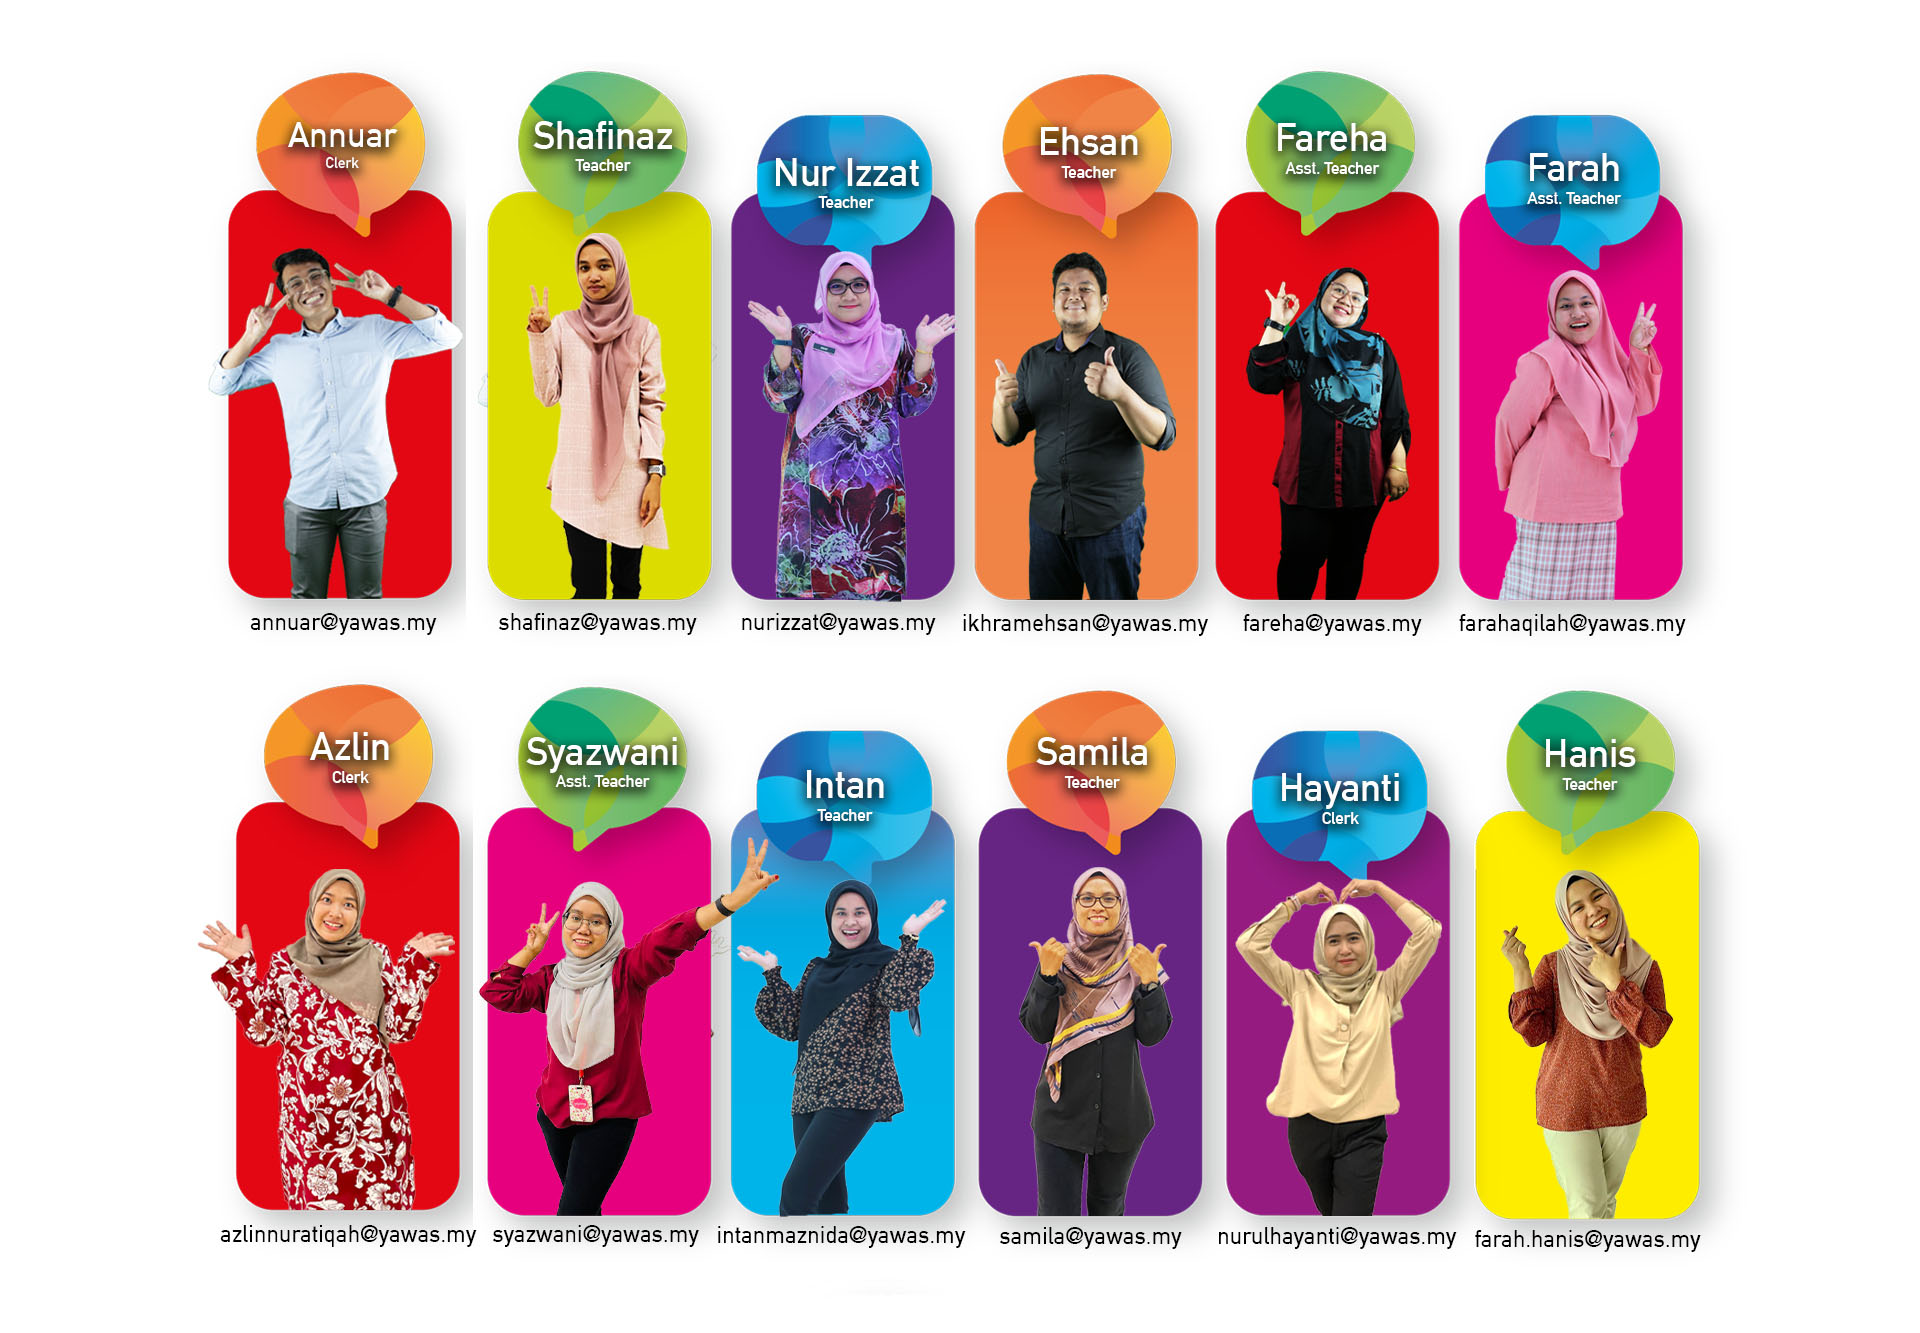 Annuar
Clerk
Shafinaz
Teacher
Nur Izzat
Teacher
Ehsan
Teacher
Fareha
Asst. Teacher
Farah
Asst. Teacher
annuar@yawas.my
shafinaz@yawas.my
nurizzat@yawas.my
ikhramehsan@yawas.my
fareha@yawas.my
farahaqilah@yawas.my
Azlin
Clerk
Syazwani
Asst. Teacher
Intan
Teacher
Samila
Teacher
Hayanti
Clerk
Hanis
Teacher
azlinnuratiqah@yawas.my
syazwani@yawas.my
intanmaznida@yawas.my
samila@yawas.my
nurulhayanti@yawas.my
farah.hanis@yawas.my